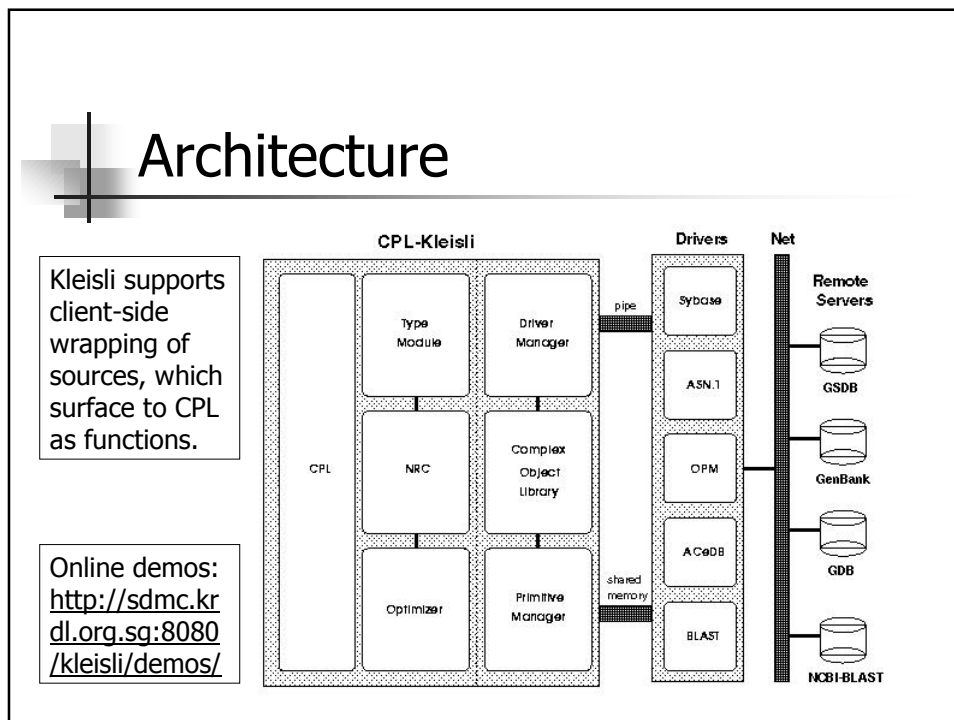 Architecture
Kleisli supports
client-side
wrapping of
sources, which
surface to CPL
as functions.
Online demos:
http://sdmc.kr
dl.org.sg:8080
/kleisli/demos/
CPL-Kleisli
CPL
Type
Module
NRC
Optimizer
Driver
Manager
Complex
Object
Library
Primitive
Manager
pipe
shared
memory
Drivers
Sybase
ASN.1
OPM
ACeDB
BLAST
Net
Remote
Servers
GSDB
GenBank
GDB
NCBI-BLAST